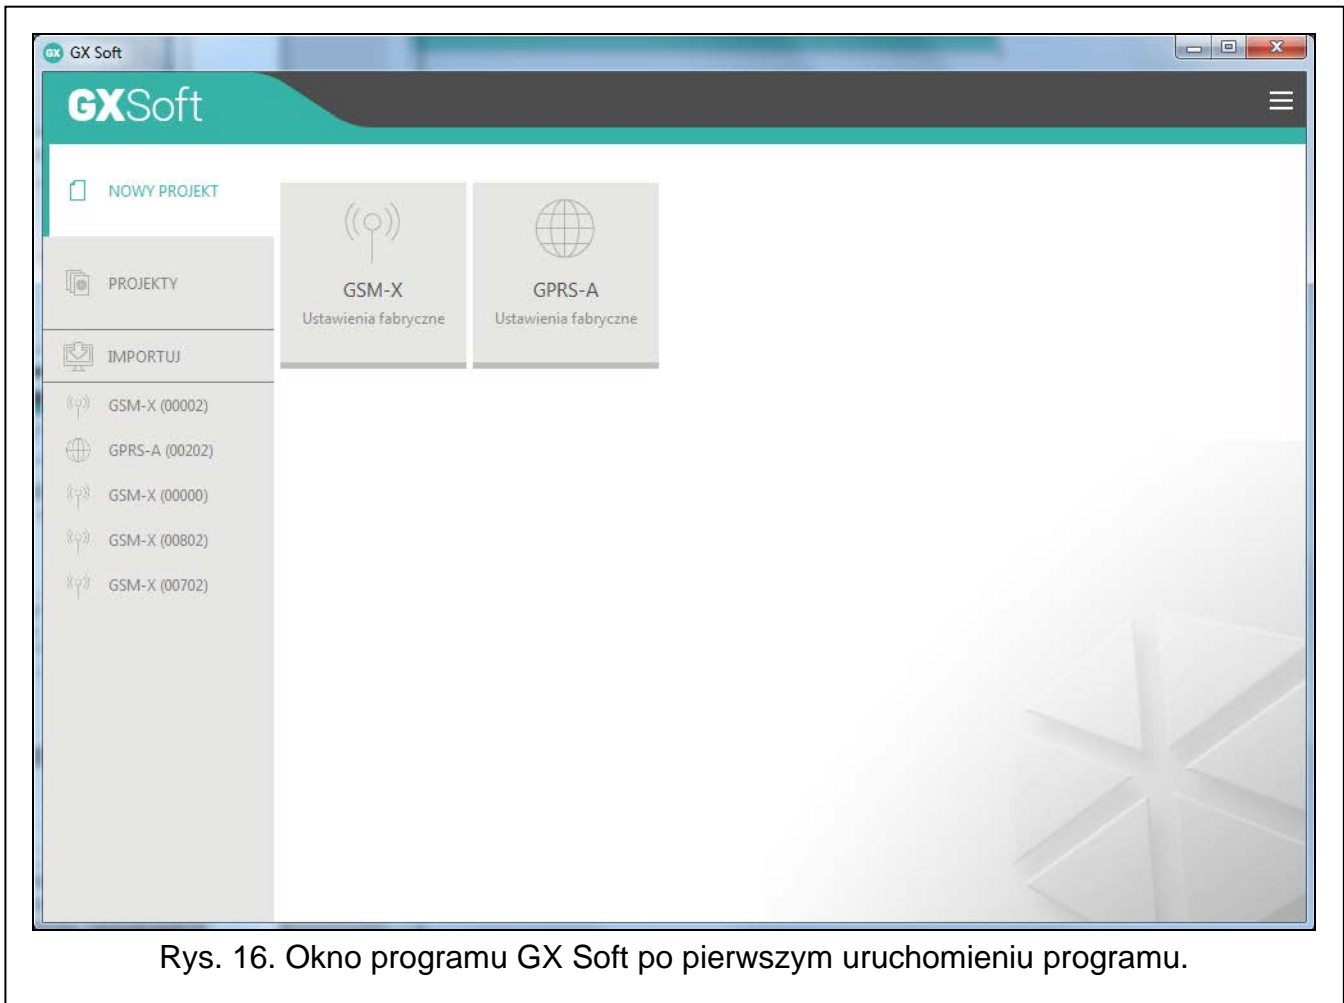 GX Soft
GXSoft
NOWY PROJEKT
PROJEKTY
IMPORTUJ
GSM-X (00002)
GPRS-A (00202)
GSM-X (00000)
GSM-X (00802)
GSM-X (00702)
GSM-X
Ustawienia fabryczne
GPRS-A
Ustawienia fabryczne
Rys. 16. Okno programu GX Soft po pierwszym uruchomieniu programu.